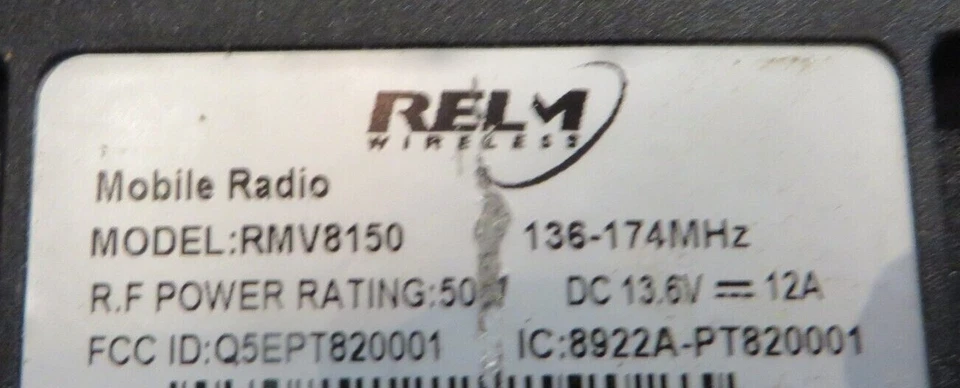 RELM
WIRELESS
Mobile Radio
MODEL:RMV8150 136-174MHz
R.F POWER RATING: DC 13.6V 12A
FCC ID:Q5EPT820001 IC:8922A-PT820001